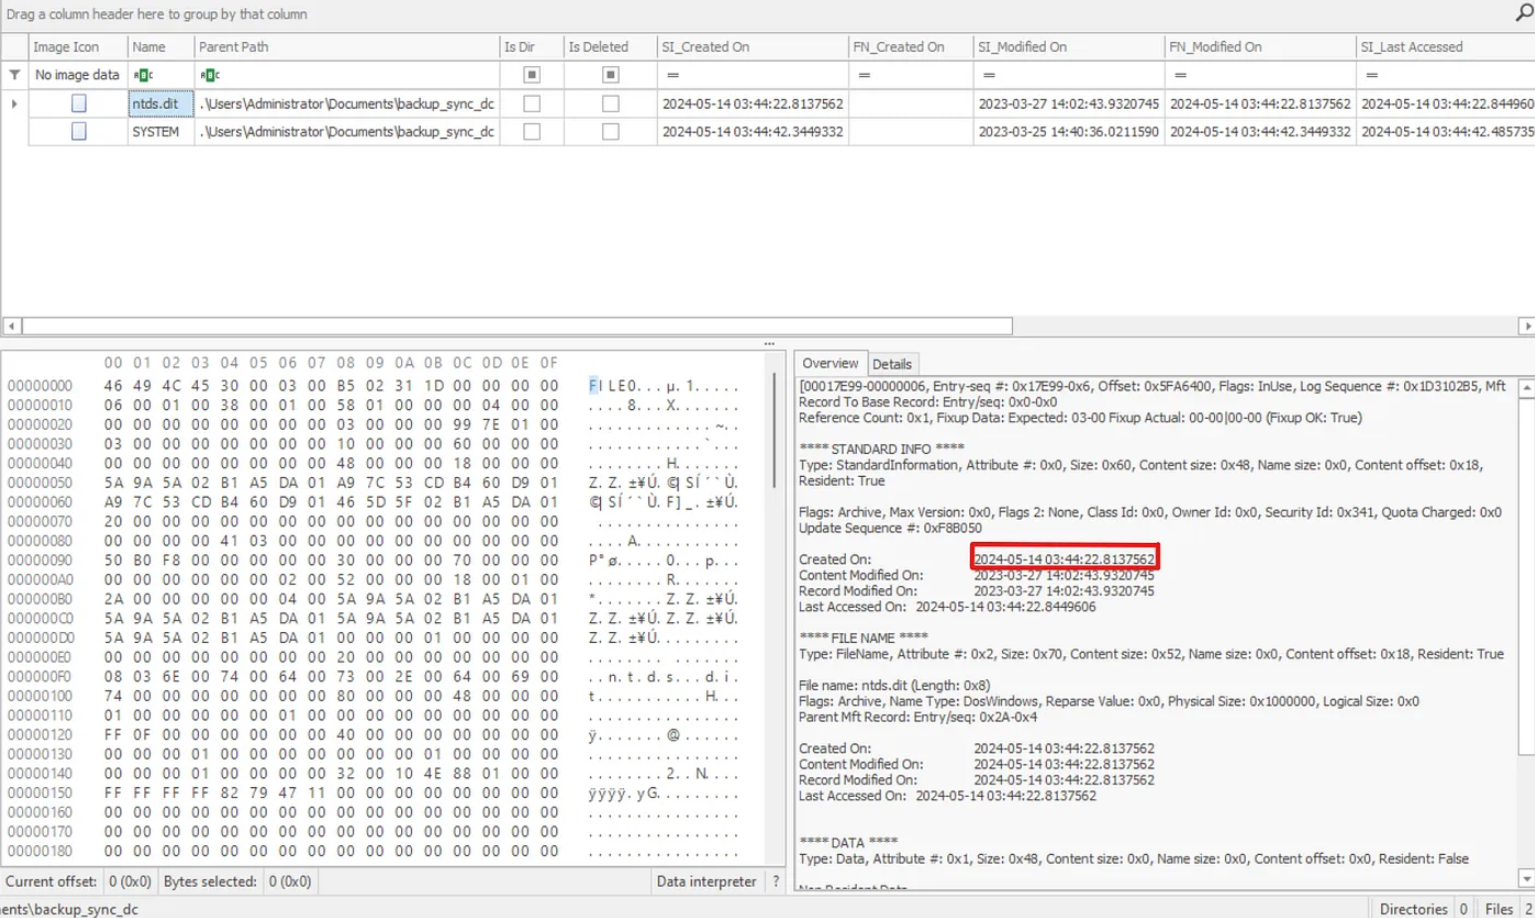 Drag a column header here to group by that column
Image Icon Name Parent Path Is Dir Is Deleted SI_Created On FN_Created On SI_Modified On FN_Modified On SI_Last Accessed
No image data = = = = =
ntds.dit .\Users\Administrator\Documents\backup_sync_dc 2024-05-14 03:44:22.8137562 2023-03-27 14:02:43.9320745 2024-05-14 03:44:22.8137562 2024-05-14 03:44:22.844960
SYSTEM .\Users\Administrator\Documents\backup_sync_dc 2024-05-14 03:44:42.3449332 2023-03-25 14:40:36.0211590 2024-05-14 03:44:42.3449332 2024-05-14 03:44:42.485735
00 01 02 03 04 05 06 07 08 09 0A 0B 0C 0D 0E 0F
00000000 46 49 4C 45 30 00 03 00 B5 02 31 1D 00 00 00 00 FILE0...µ.1.....
00000010 06 00 01 00 38 00 01 00 58 01 00 00 00 04 00 00 ....8...X.......
00000020 00 00 00 00 00 00 00 00 03 00 00 00 99 7E 01 00 .............~..
00000030 03 00 00 00 00 00 00 00 10 00 00 00 60 00 00 00 ............`...
00000040 00 00 00 00 00 00 00 00 48 00 00 00 18 00 00 00 ........H.......
00000050 5A 9A 5A 02 B1 A5 DA 01 A9 7C 53 CD B4 60 D9 01 Z.Z.±¥Ú.©|SÍ´`Ù.
00000060 A9 7C 53 CD B4 60 D9 01 46 5D 5F 02 B1 A5 DA 01 ©|SÍ´`Ù.F]_.±¥Ú.
00000070 20 00 00 00 00 00 00 00 00 00 00 00 00 00 00 00 ...............
00000080 00 00 00 00 41 03 00 00 00 00 00 00 00 00 00 00 ....A...........
00000090 50 B0 F8 00 00 00 00 00 30 00 00 00 70 00 00 00 P°ø.....0...p...
000000A0 00 00 00 00 00 00 02 00 52 00 00 00 18 00 01 00 ........R.......
000000B0 2A 00 00 00 00 00 04 00 5A 9A 5A 02 B1 A5 DA 01 *.......Z.Z.±¥Ú.
000000C0 5A 9A 5A 02 B1 A5 DA 01 5A 9A 5A 02 B1 A5 DA 01 Z.Z.±¥Ú.Z.Z.±¥Ú.
000000D0 5A 9A 5A 02 B1 A5 DA 01 00 00 00 01 00 00 00 00 Z.Z.±¥Ú.........
000000E0 00 00 00 00 00 00 00 00 20 00 00 00 00 00 00 00 ........ .......
000000F0 08 03 6E 00 74 00 64 00 73 00 2E 00 64 00 69 00 ..n.t.d.s...d.i.
00000100 74 00 00 00 00 00 00 00 80 00 00 00 48 00 00 00 t...........H...
00000110 01 00 00 00 00 00 01 00 00 00 00 00 00 00 00 00 ................
00000120 FF 0F 00 00 00 00 00 00 40 00 00 00 00 00 00 00 ÿ.......@.......
00000130 00 00 00 01 00 00 00 00 00 00 00 01 00 00 00 00 ................
00000140 00 00 00 01 00 00 00 00 32 00 10 4E 88 01 00 00 ........2..N....
00000150 FF FF FF FF 82 79 47 11 00 00 00 00 00 00 00 00 ÿÿÿÿ.yG.........
00000160 00 00 00 00 00 00 00 00 00 00 00 00 00 00 00 00 ................
00000170 00 00 00 00 00 00 00 00 00 00 00 00 00 00 00 00 ................
00000180 00 00 00 00 00 00 00 00 00 00 00 00 00 00 00 00 ................
Current offset: 0 (0x0) Bytes selected: 0 (0x0) Data interpreter ?
Overview Details
[00017E99-00000006, Entry-seq #: 0x17E99-0x6, Offset: 0x5FA6400, Flags: InUse, Log Sequence #: 0x1D3102B5, Mft
Record To Base Record: Entry/seq: 0x0-0x0
Reference Count: 0x1, Fixup Data: Expected: 03-00 Fixup Actual: 00-00|00-00 (Fixup OK: True)
**** STANDARD INFO ****
Type: StandardInformation, Attribute #: 0x0, Size: 0x60, Content size: 0x48, Name size: 0x0, Content offset: 0x18,
Resident: True
Flags: Archive, Max Version: 0x0, Flags 2: None, Class Id: 0x0, Owner Id: 0x0, Security Id: 0x341, Quota Charged: 0x0
Update Sequence #: 0xF8B050
Created On: 2024-05-14 03:44:22.8137562
Content Modified On: 2023-03-27 14:02:43.9320745
Record Modified On: 2023-03-27 14:02:43.9320745
Last Accessed On: 2024-05-14 03:44:22.8449606
**** FILE NAME ****
Type: FileName, Attribute #: 0x2, Size: 0x70, Content size: 0x52, Name size: 0x0, Content offset: 0x18, Resident: True
File name: ntds.dit (Length: 0x8)
Flags: Archive, Name Type: DosWindows, Reparse Value: 0x0, Physical Size: 0x1000000, Logical Size: 0x0
Parent Mft Record: Entry/seq: 0x2A-0x4
Created On: 2024-05-14 03:44:22.8137562
Content Modified On: 2024-05-14 03:44:22.8137562
Record Modified On: 2024-05-14 03:44:22.8137562
Last Accessed On: 2024-05-14 03:44:22.8137562
**** DATA ****
Type: Data, Attribute #: 0x1, Size: 0x48, Content size: 0x0, Name size: 0x0, Content offset: 0x0, Resident: False
Non Resident Data
ents\backup_sync_dc Directories 0 Files 2